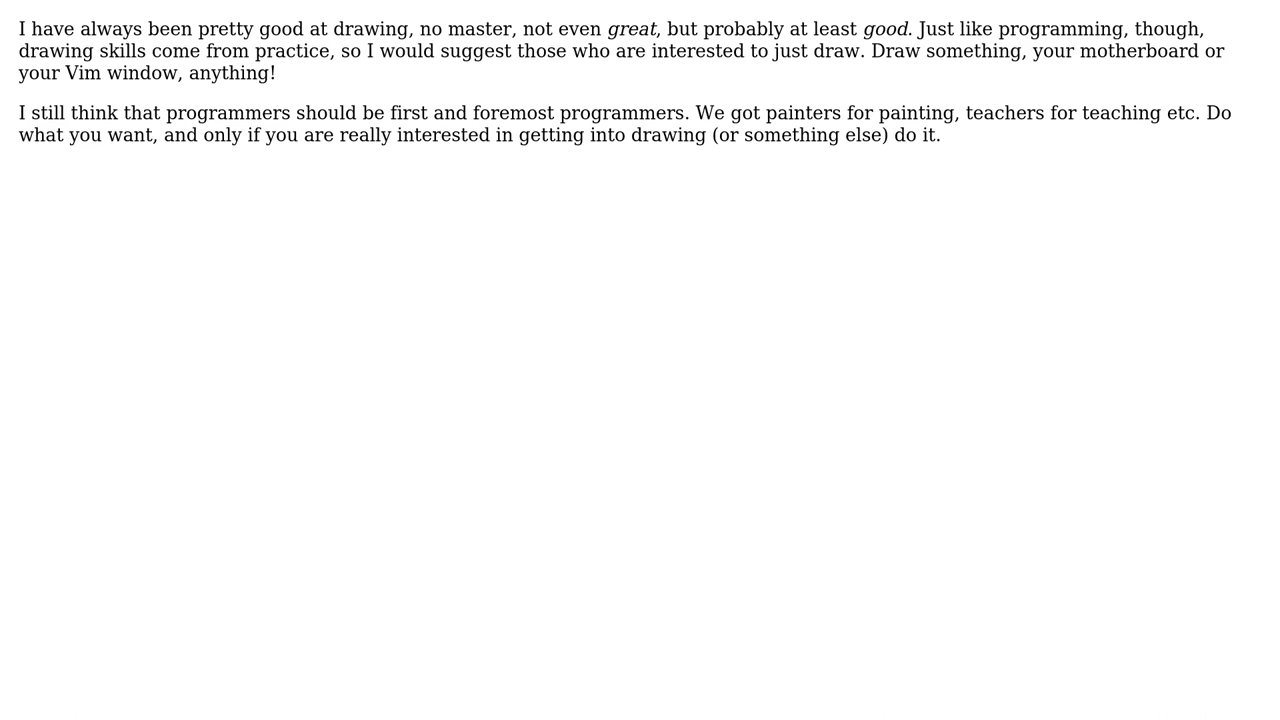 I have always been pretty good at drawing, no master, not even great, but probably at least good. Just like programming, though,
drawing skills come from practice, so I would suggest those who are interested to just draw. Draw something, your motherboard or
your Vim window, anything!
I still think that programmers should be first and foremost programmers. We got painters for painting, teachers for teaching etc. Do
what you want, and only if you are really interested in getting into drawing (or something else) do it.